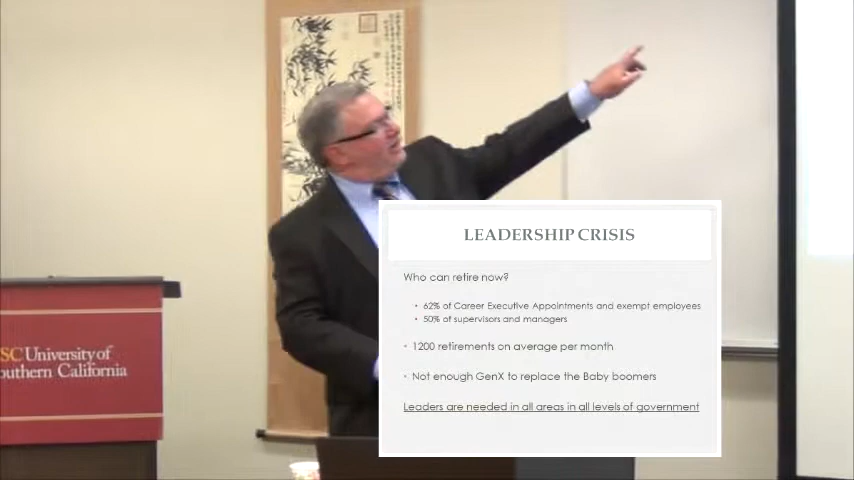 LEADERSHIP CRISIS
Who can retire now?
• 62% of Career Executive Appointments and exempt employees
• 50% of supervisors and managers
• 1200 retirements on average per month
• Not enough GenX to replace the Baby boomers
Leaders are needed in all areas in all levels of government
SC University of
outhern California